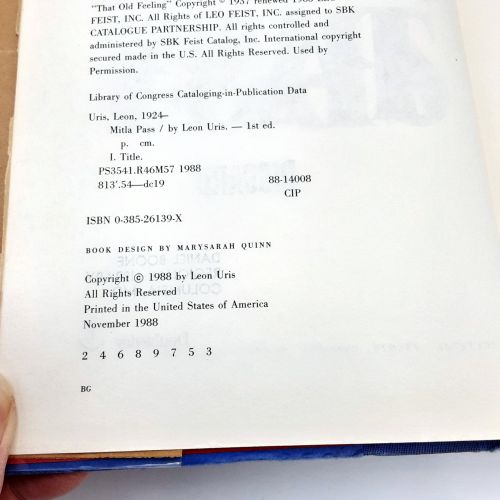 "That Old Feeling" Copyright © 1937 renewed 1965 LEO
FEIST, INC. All Rights of LEO FEIST, INC. assigned to SBK
CATALOGUE PARTNERSHIP. All rights controlled and
administered by SBK Feist Catalog, Inc. International copyright
secured made in the U.S. All Rights Reserved. Used by
Permission.
Library of Congress Cataloging-in-Publication Data
Uris, Leon, 1924–
Mitla Pass / by Leon Uris. — 1st ed.
p. cm.
I. Title.
PS3541.R46M57 1988
813'.54—dc19 88-14008
CIP
ISBN 0-385-26139-X
BOOK DESIGN BY MARYSARAH QUINN
Copyright © 1988 by Leon Uris
All Rights Reserved
Printed in the United States of America
November 1988
2 4 6 8 9 7 5 3
BG